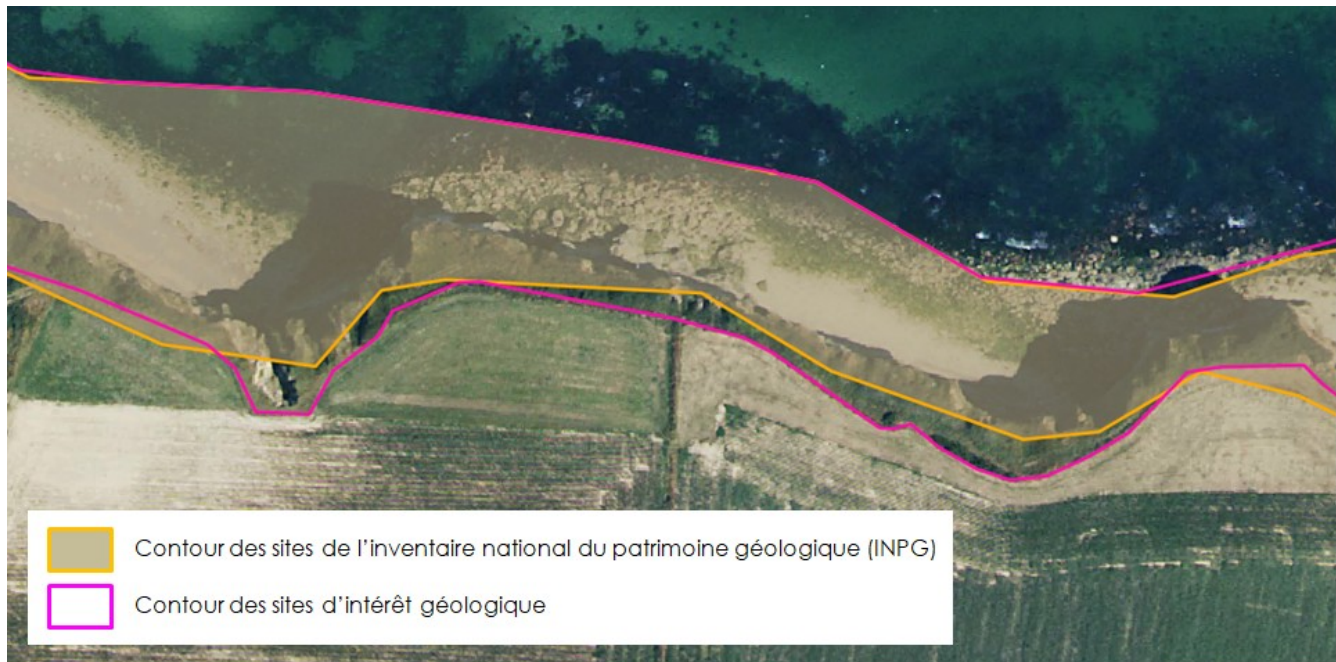 Contour des sites de l'inventaire national du patrimoine géologique (INPG)
Contour des sites d'intérêt géologique